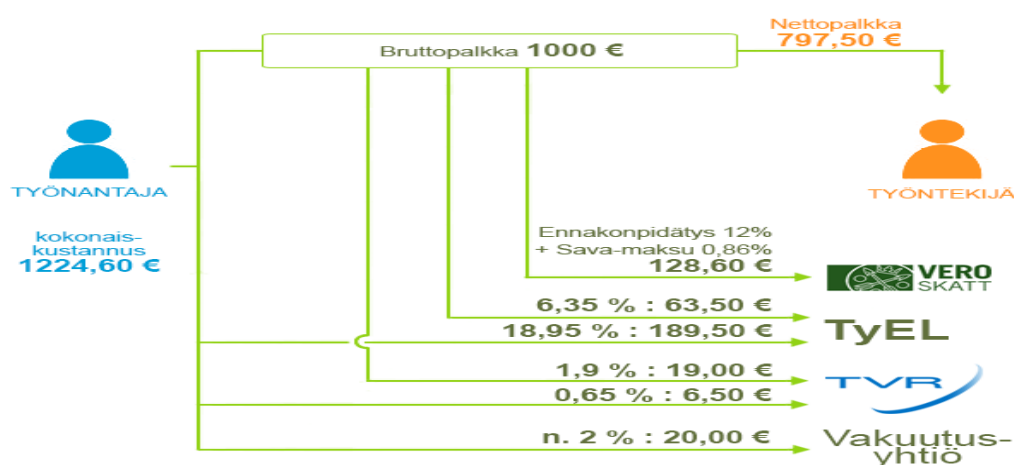 Bruttopalkka 1000 €
Nettopalkka
797,50 €
TYÖNANTAJA
kokonais-
kustannus
1224,60 €
TYÖNTEKIJÄ
Ennakonpidätys 12%
+ Sava-maksu 0,86%
128,60 €
VERO
SKATT
6,35 % : 63,50 €
18,95 % : 189,50 €
TyEL
1,9 % : 19,00 €
0,65 % : 6,50 €
TVR
n. 2 % : 20,00 €
Vakuutus-
yhtiö